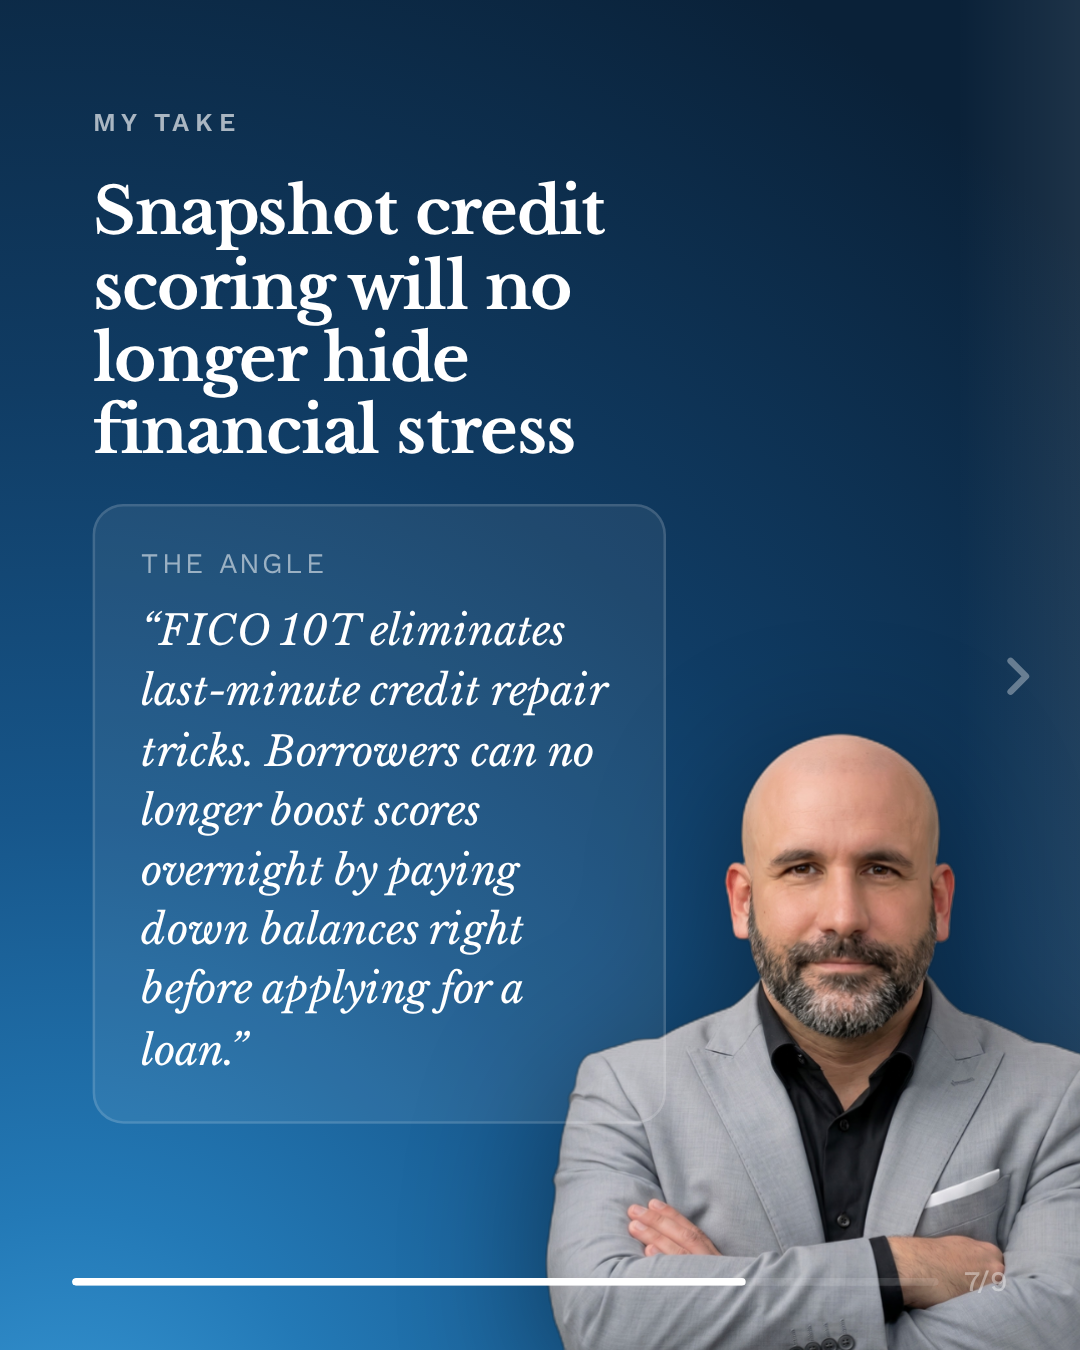 MY TAKE
Snapshot credit
scoring will no
longer hide
financial stress
THE ANGLE
“FICO 10T eliminates
last-minute credit repair
tricks. Borrowers can no
longer boost scores
overnight by paying
down balances right
before applying for a
loan.”
7/9